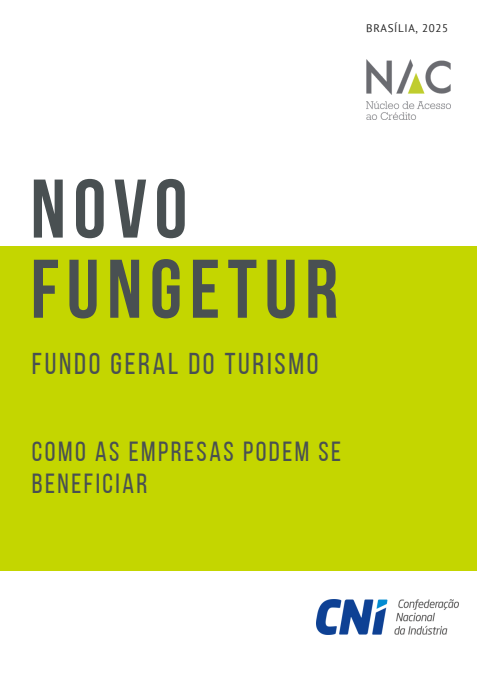 BRASÍLIA, 2025
NAC
Núcleo de Acesso
ao Crédito
NOVO
FUNGETUR
FUNDO GERAL DO TURISMO
COMO AS EMPRESAS PODEM SE
BENEFICIAR
CNI
Confederação
Nacional
da Indústria